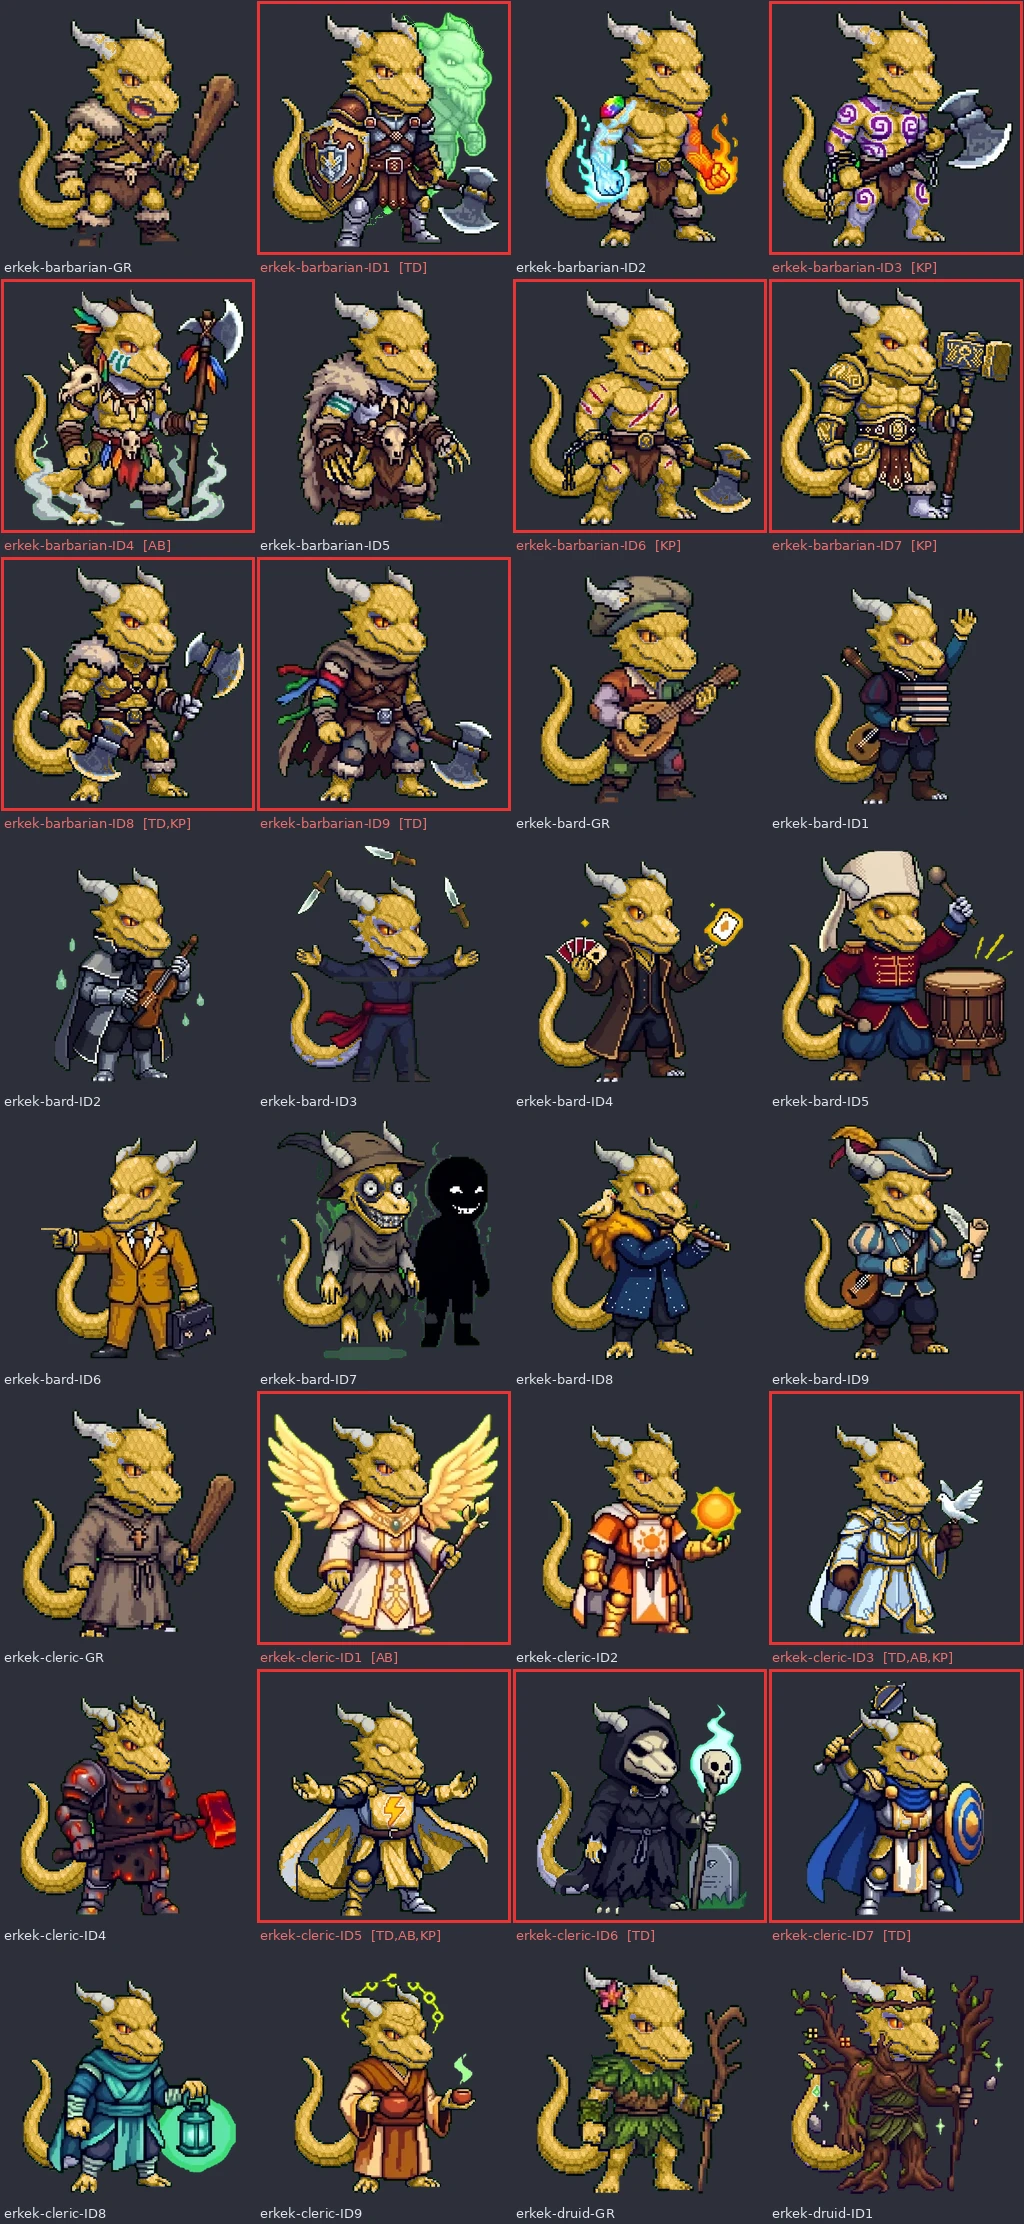 erkek-barbarian-GR
erkek-barbarian-ID1 [TD]
erkek-barbarian-ID2
erkek-barbarian-ID3 [KP]
erkek-barbarian-ID4 [AB]
erkek-barbarian-ID5
erkek-barbarian-ID6 [KP]
erkek-barbarian-ID7 [KP]
erkek-barbarian-ID8 [TD,KP]
erkek-barbarian-ID9 [TD]
erkek-bard-GR
erkek-bard-ID1
erkek-bard-ID2
erkek-bard-ID3
erkek-bard-ID4
erkek-bard-ID5
erkek-bard-ID6
erkek-bard-ID7
erkek-bard-ID8
erkek-bard-ID9
erkek-cleric-GR
erkek-cleric-ID1 [AB]
erkek-cleric-ID2
erkek-cleric-ID3 [TD,AB,KP]
erkek-cleric-ID4
erkek-cleric-ID5 [TD,AB,KP]
erkek-cleric-ID6 [TD]
erkek-cleric-ID7 [TD]
erkek-cleric-ID8
erkek-cleric-ID9
erkek-druid-GR
erkek-druid-ID1